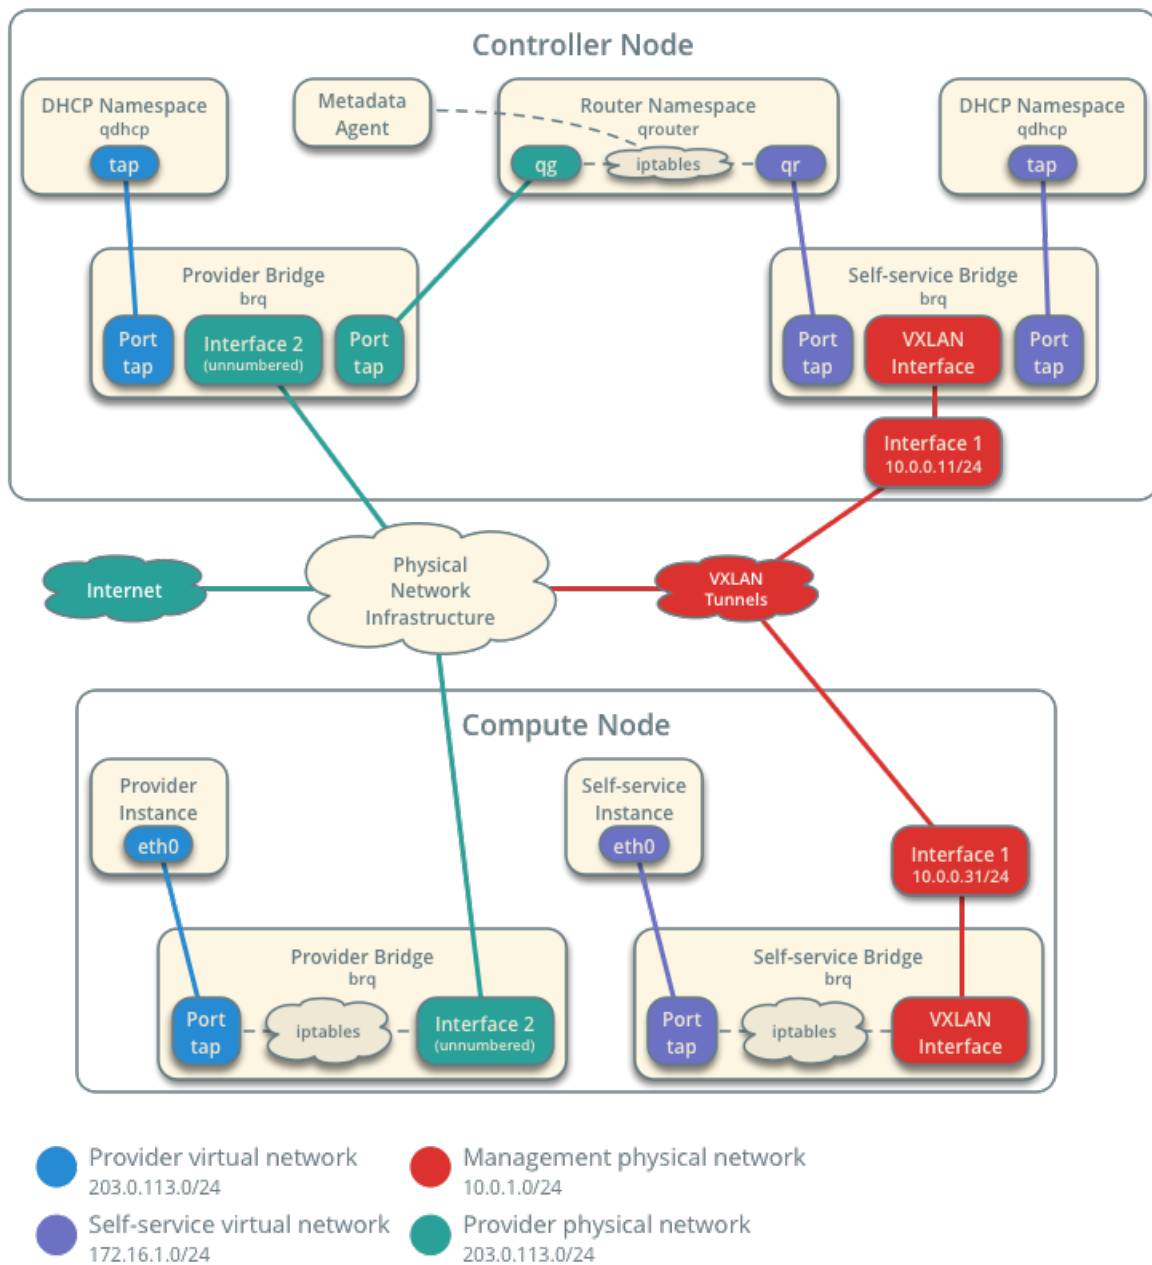 Controller Node
DHCP Namespace
qdhcp
tap
Metadata
Agent
Router Namespace
qrouter
qg
iptables
qr
DHCP Namespace
qdhcp
tap
Provider Bridge
brq
Port
tap
Interface 2
(unnumbered)
Port
tap
Self-service Bridge
brq
Port
tap
VXLAN
Interface
Port
tap
Interface 1
10.0.0.11/24
Internet
Physical
Network
Infrastructure
VXLAN
Tunnels
Compute Node
Provider
Instance
eth0
Self-service
Instance
eth0
Interface 1
10.0.0.31/24
Provider Bridge
brq
Port
tap
iptables
Interface 2
(unnumbered)
Self-service Bridge
brq
Port
tap
iptables
VXLAN
Interface
Provider virtual network
203.0.113.0/24
Management physical network
10.0.1.0/24
Self-service virtual network
172.16.1.0/24
Provider physical network
203.0.113.0/24